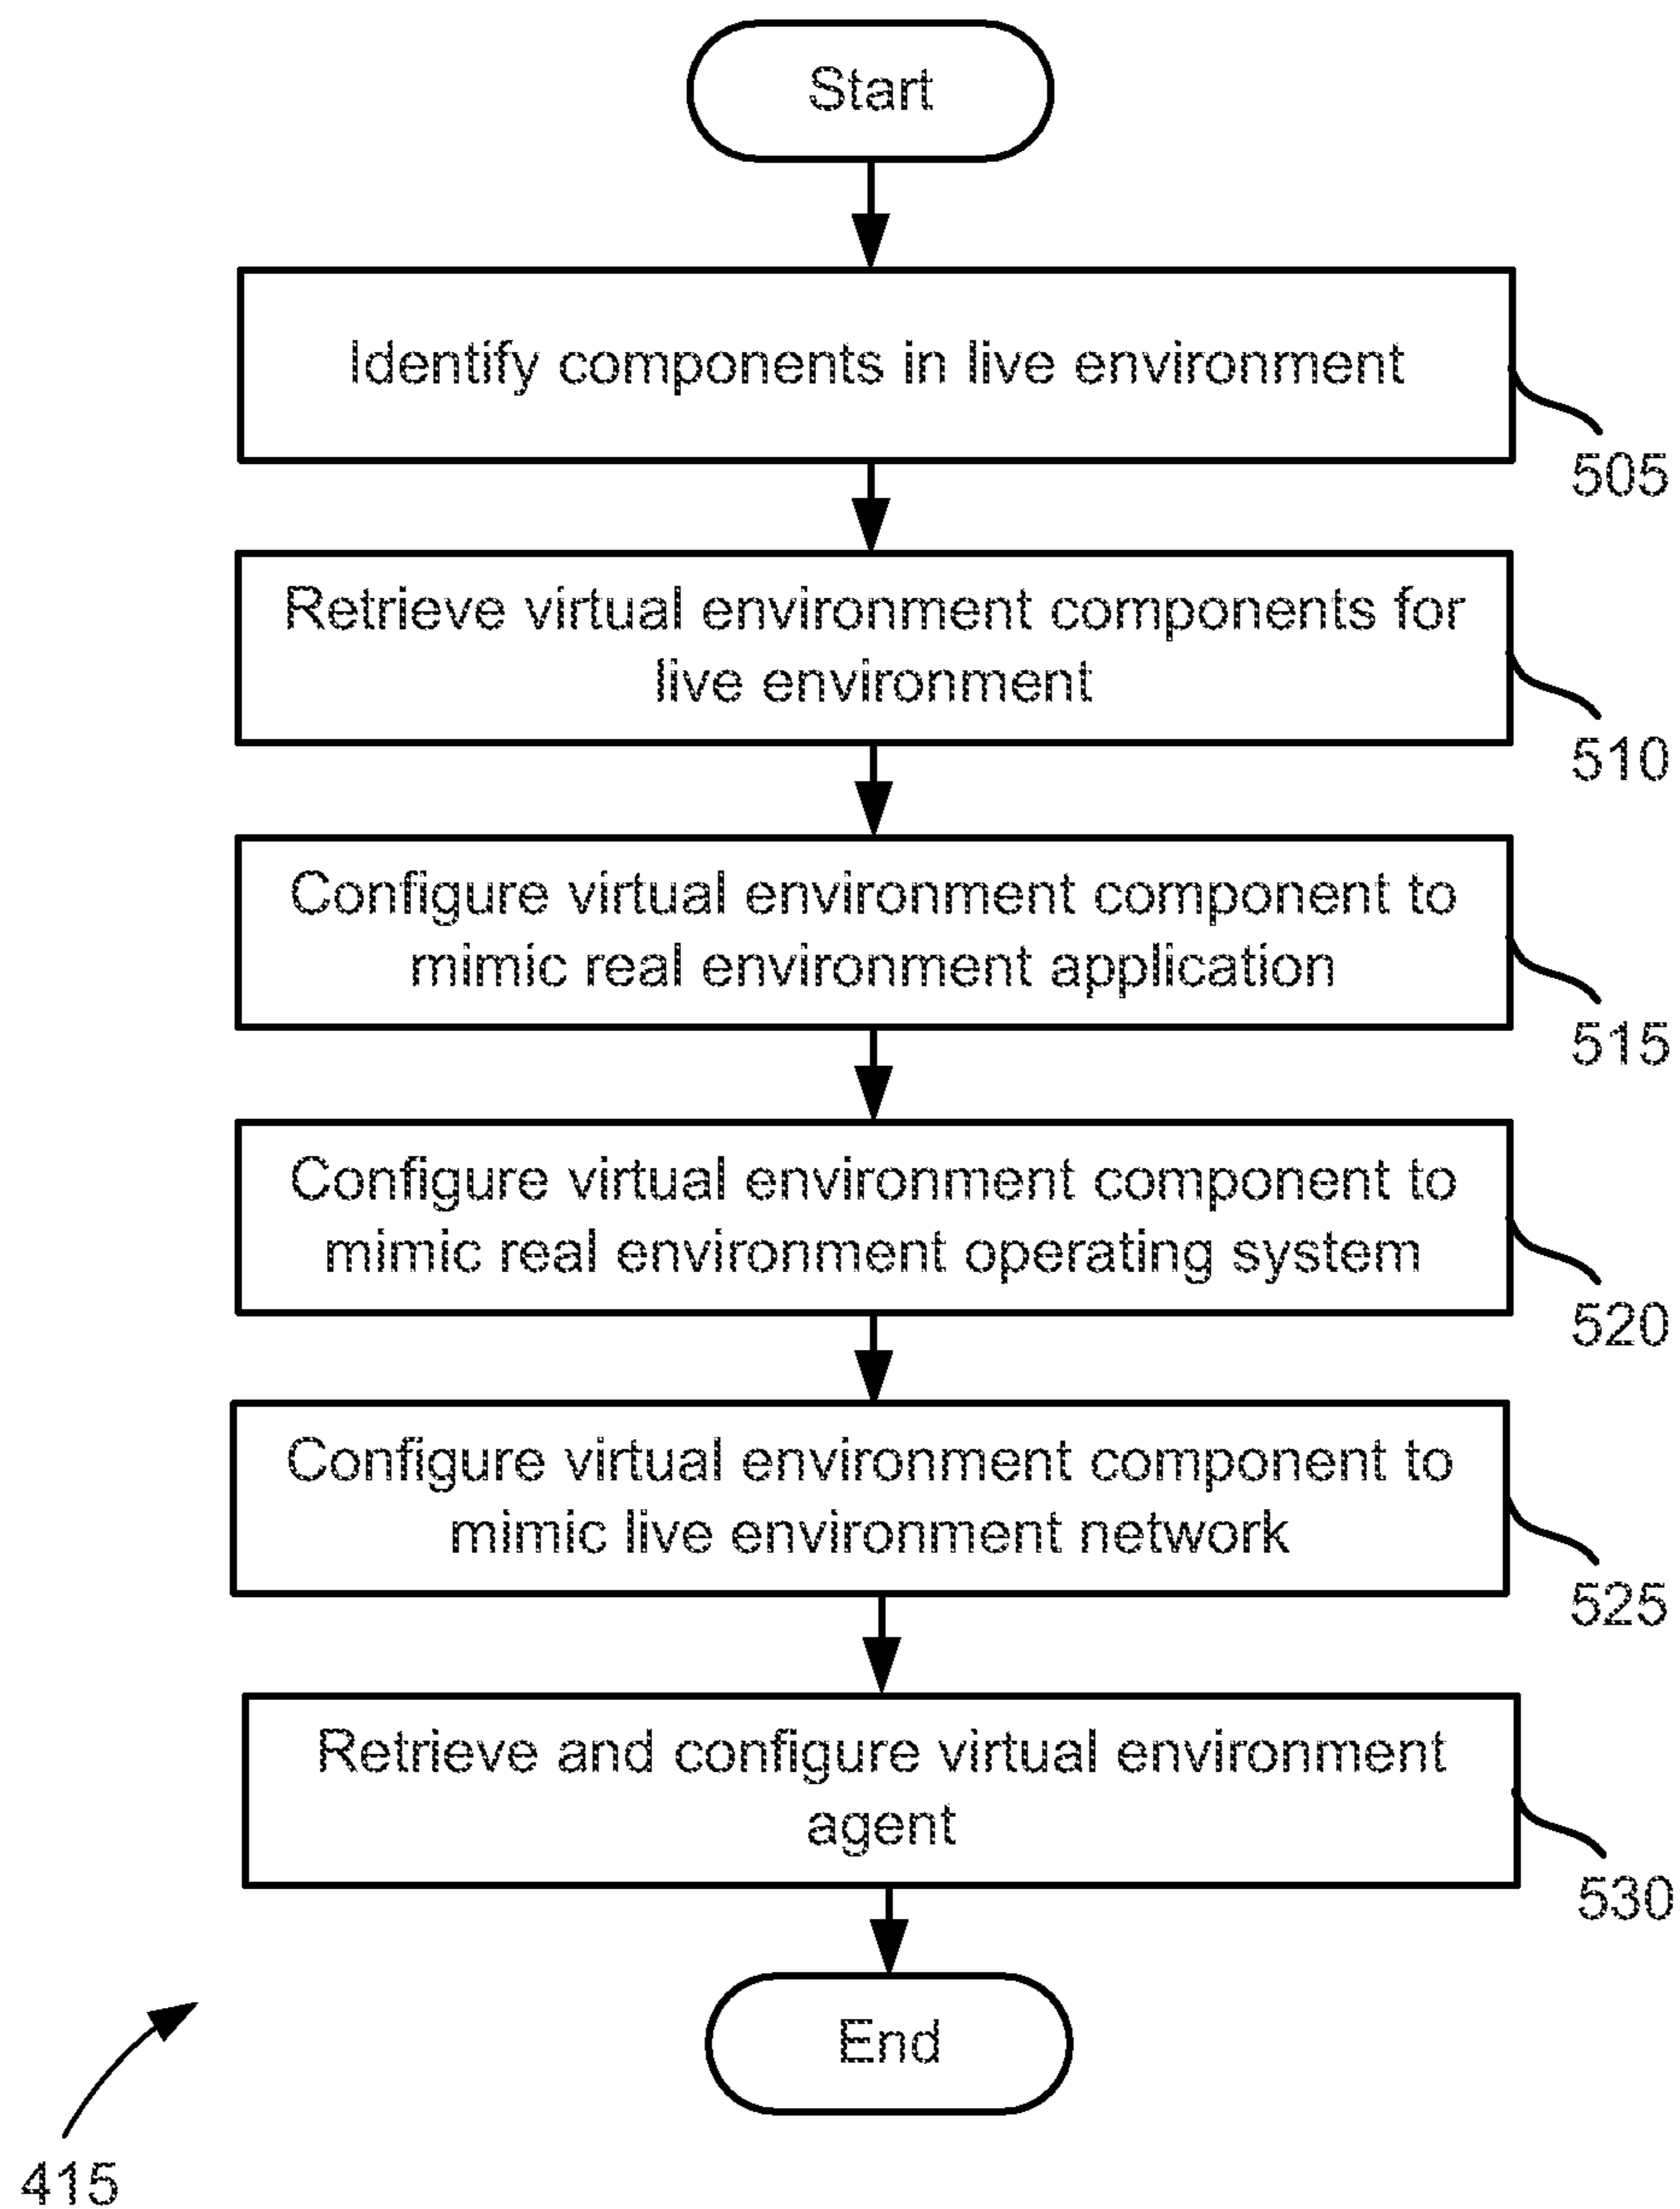 Start
Identify components in live environment
505
Retrieve virtual environment components for
live environment
510
Configure virtual environment component to
mimic real environment application
515
Configure virtual environment component to
mimic real environment operating system
520
Configure virtual environment component to
mimic live environment network
525
Retrieve and configure virtual environment
agent
530
End
415